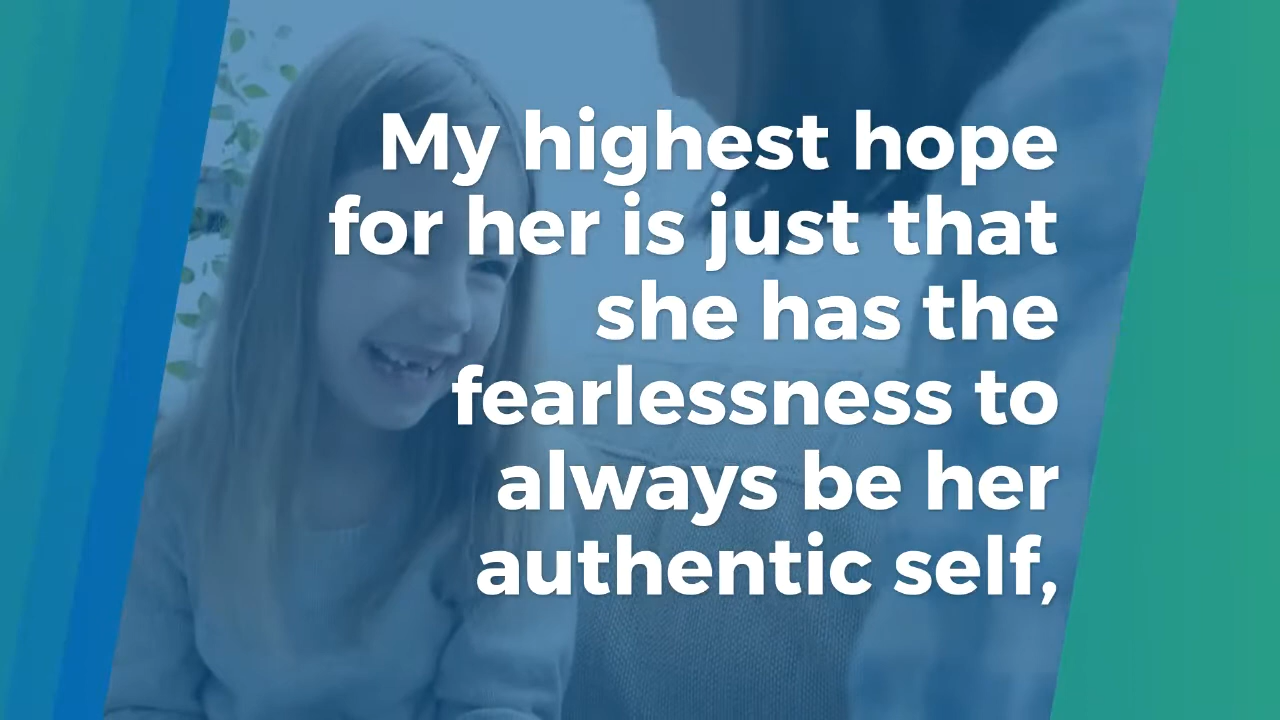 My highest hope
for her is just that
she has the
fearlessness to
always be her
authentic self,